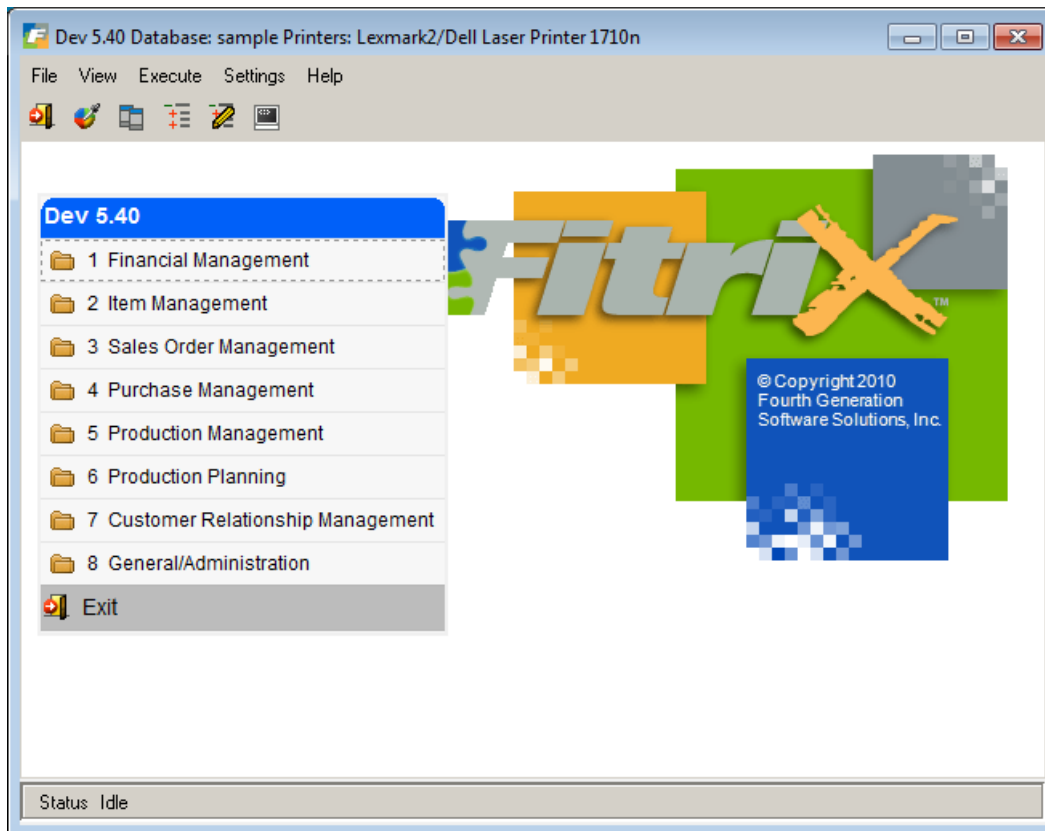 Dev 5.40 Database: sample Printers: Lexmark2/Dell Laser Printer 1710n
File View Execute Settings Help
Dev 5.40
1 Financial Management
2 Item Management
3 Sales Order Management
4 Purchase Management
5 Production Management
6 Production Planning
7 Customer Relationship Management
8 General/Administration
Exit
FitriX
TM
© Copyright 2010
Fourth Generation
Software Solutions, Inc.
Status Idle